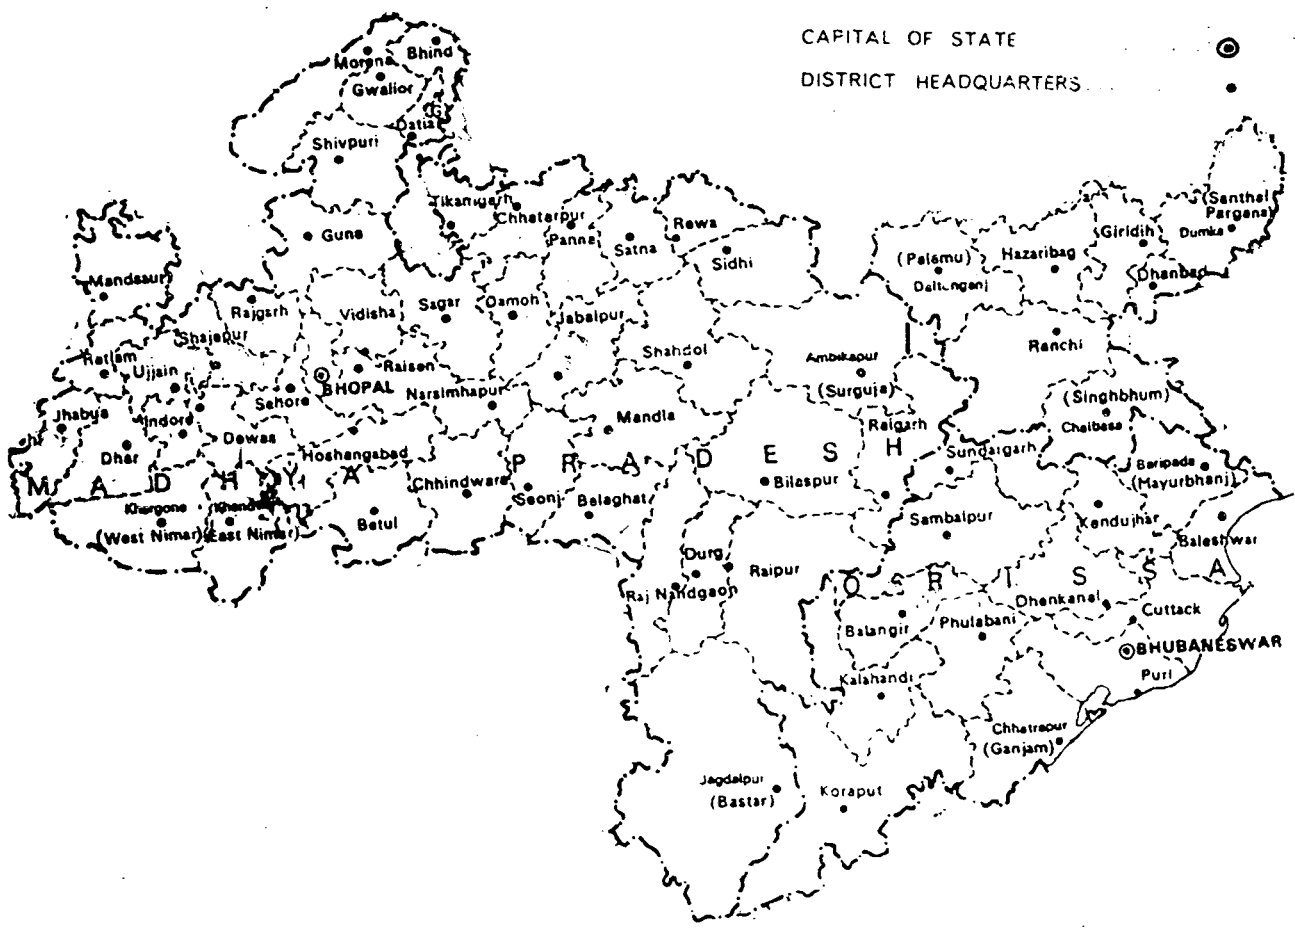 CAPITAL OF STATE
DISTRICT HEADQUARTERS
Morena
Bhind
Gwalior
Datia
Shivpuri
Tikamgarh
Chhatarpur
Guna
Panna
Satna
Rewa
Sidhi
Mandsaur
Rajgarh
Vidisha
Sagar
Damoh
Jabalpur
Shajapur
Ratlam
Ujjain
Raisen
Shahdol
BHOPAL
Sehore
Narsimhapur
Ambikapur
(Surguja)
Jhabua
Indore
Dewas
Mandla
Raigarh
Dhar
Hoshangabad
MADHYA PRADESH
Chhindwara
Seoni
Balaghat
Bilaspur
Khargone
(West Nimar)
Khandwa
(East Nimar)
Betul
Durg
Raj Nandgaon
Raipur
Jagdalpur
(Bastar)
(Santhal
Pargana)
Dumka
Giridih
Hazaribag
(Palamu)
Daltonganj
Dhanbad
Ranchi
(Singhbhum)
Chaibasa
Sundargarh
Baripada
(Mayurbhanj)
Sambalpur
Kendujhar
Baleshwar
ORISSA
Dhenkanal
Cuttack
Balangir
Phulabani
BHUBANESWAR
Kalahandi
Puri
Chhatrapur
(Ganjam)
Koraput